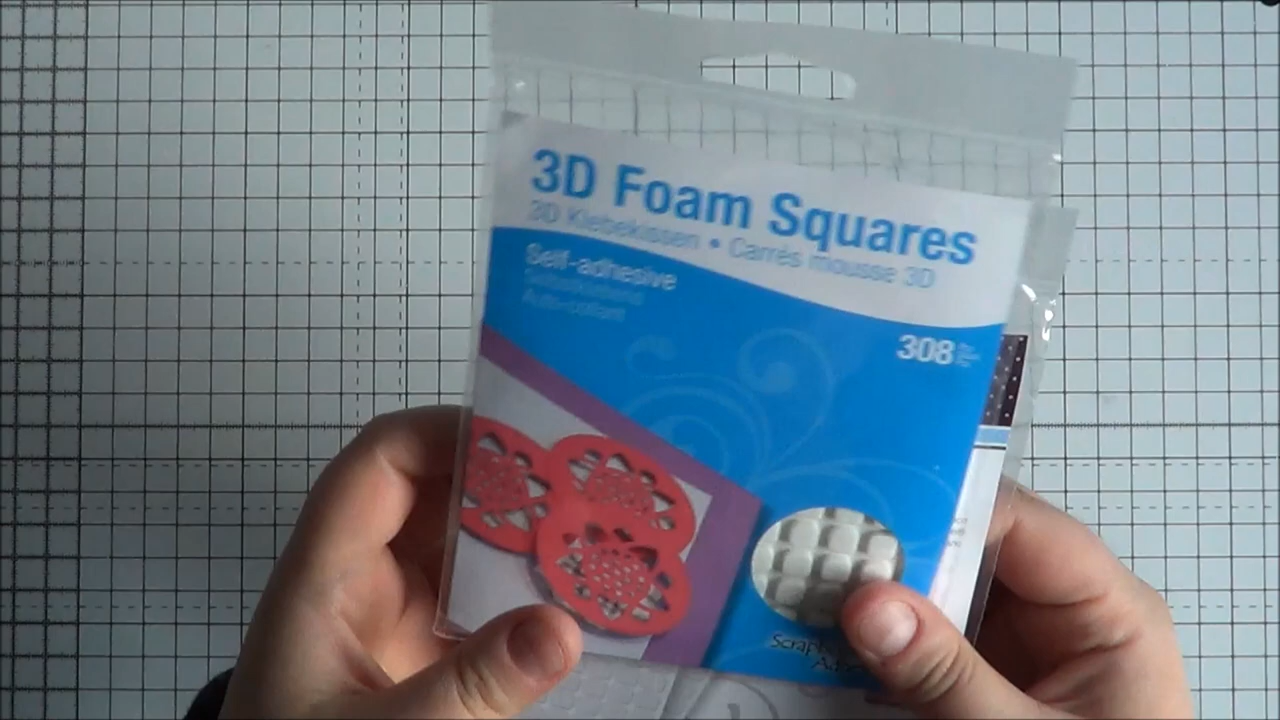 3D Foam Squares
3D Klebekissen • Carrés mousse 3D
Self-adhesive
308